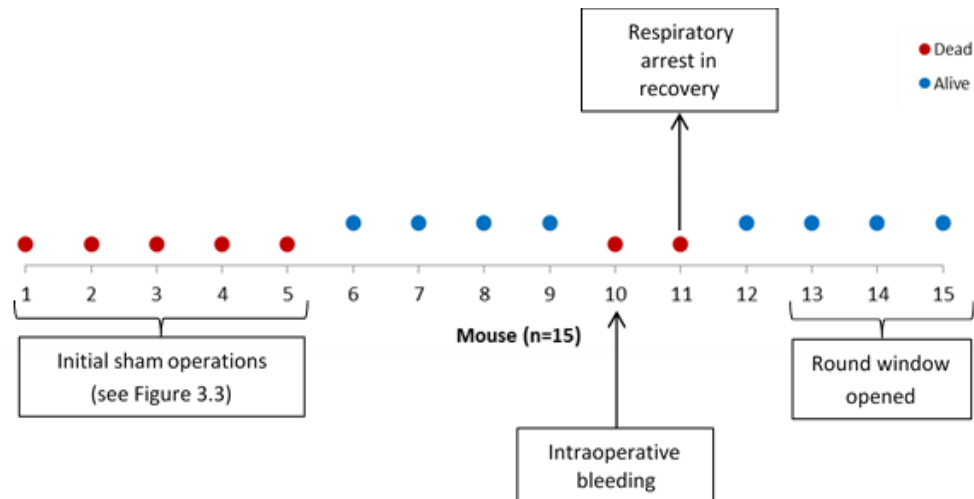 Respiratory
arrest in
recovery
Dead
Alive
1 2 3 4 5 6 7 8 9 10 11 12 13 14 15
Mouse (n=15)
Initial sham operations
(see Figure 3.3)
Round window
opened
Intraoperative
bleeding